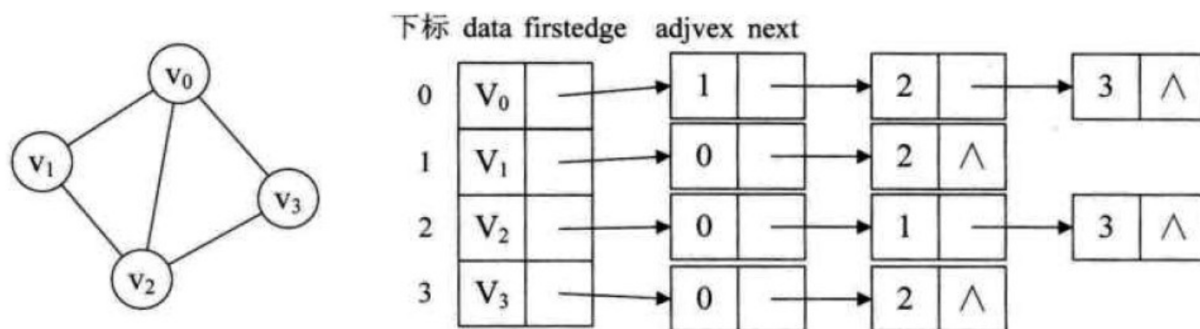 下标 data firstedge adjvex next
v₀
v₁
v₃
v₂
0 V₀ 1 2 3 ∧
1 V₁ 0 2 ∧
2 V₂ 0 1 3 ∧
3 V₃ 0 2 ∧